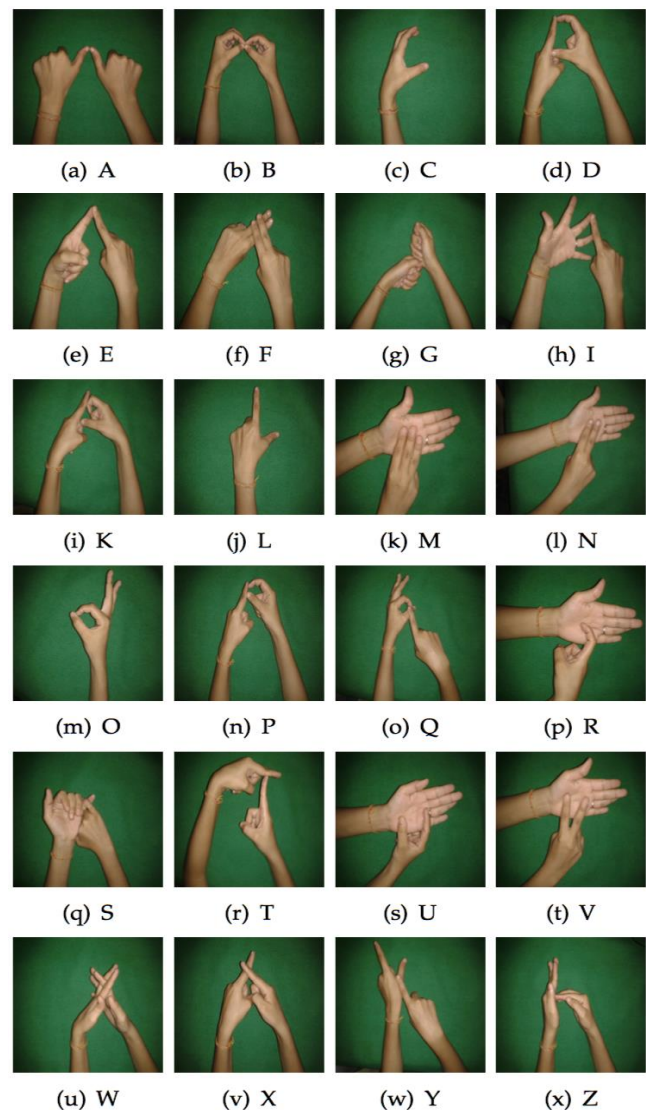 (a) A (b) B (c) C (d) D
(e) E (f) F (g) G (h) I
(i) K (j) L (k) M (l) N
(m) O (n) P (o) Q (p) R
(q) S (r) T (s) U (t) V
(u) W (v) X (w) Y (x) Z